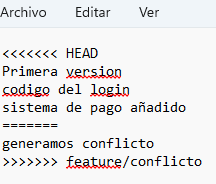 Archivo Editar Ver
<<<<<<< HEAD
Primera version
codigo del login
sistema de pago añadido
=======
generamos conflicto
>>>>>>> feature/conflicto